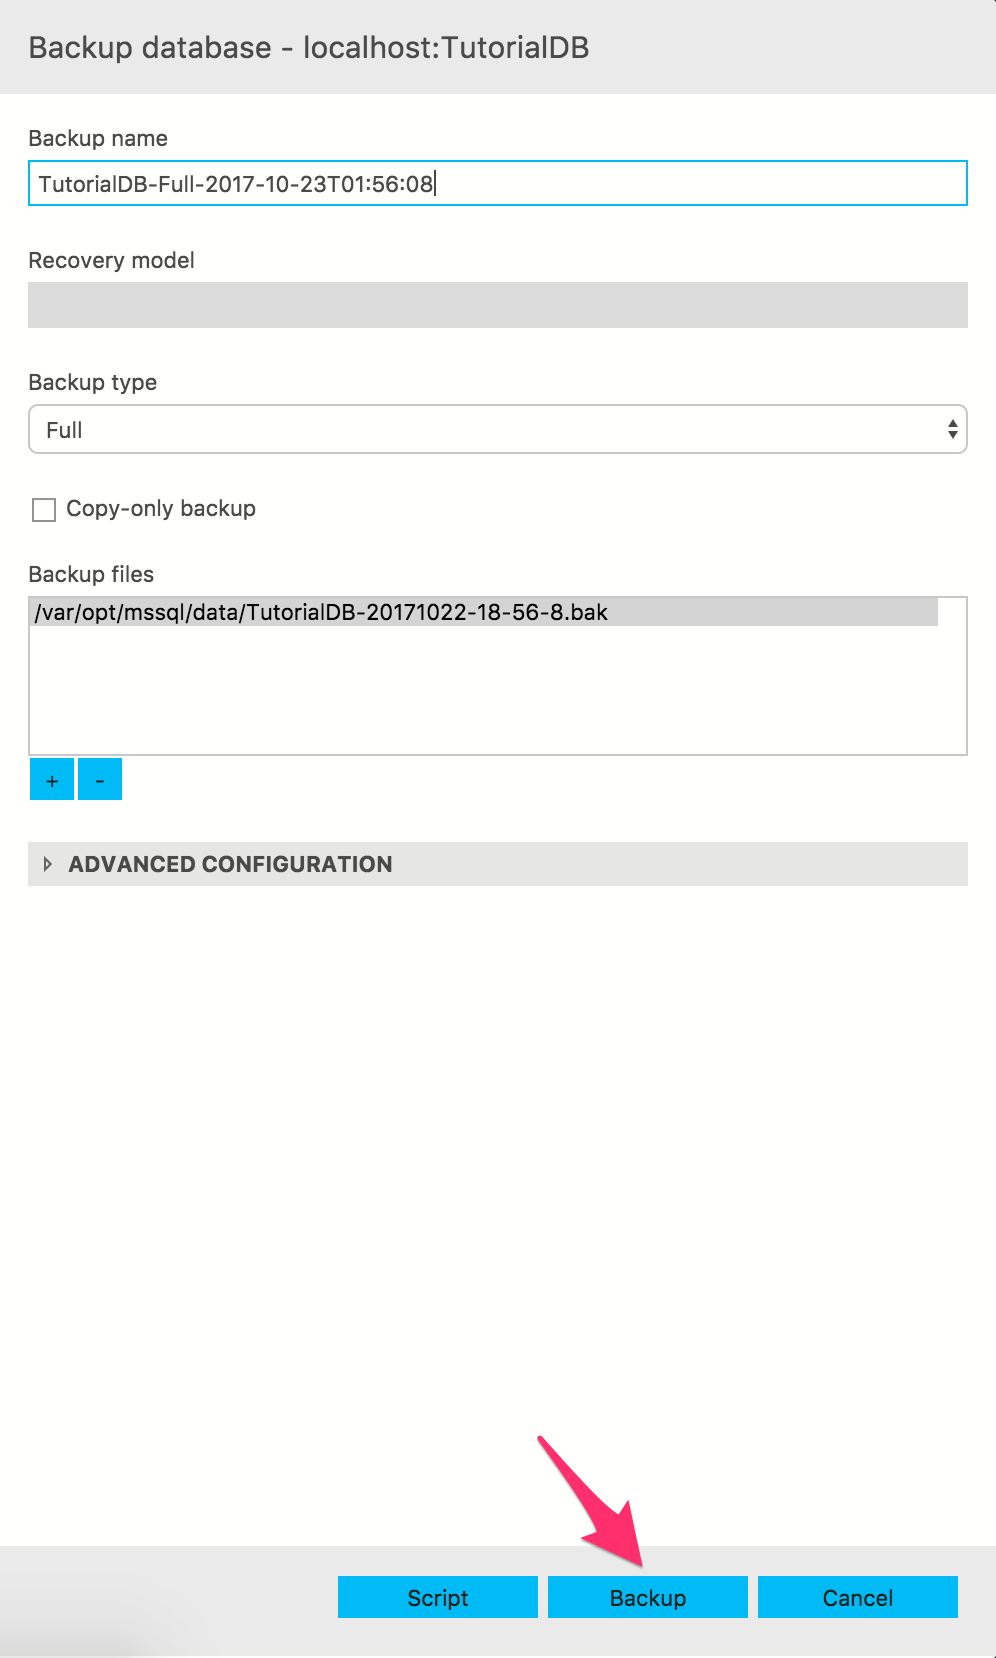 Backup database - localhost:TutorialDB
Backup name
TutorialDB-Full-2017-10-23T01:56:08
Recovery model
Backup type
Full
Copy-only backup
Backup files
/var/opt/mssql/data/TutorialDB-20171022-18-56-8.bak
+ -
ADVANCED CONFIGURATION
Script Backup Cancel